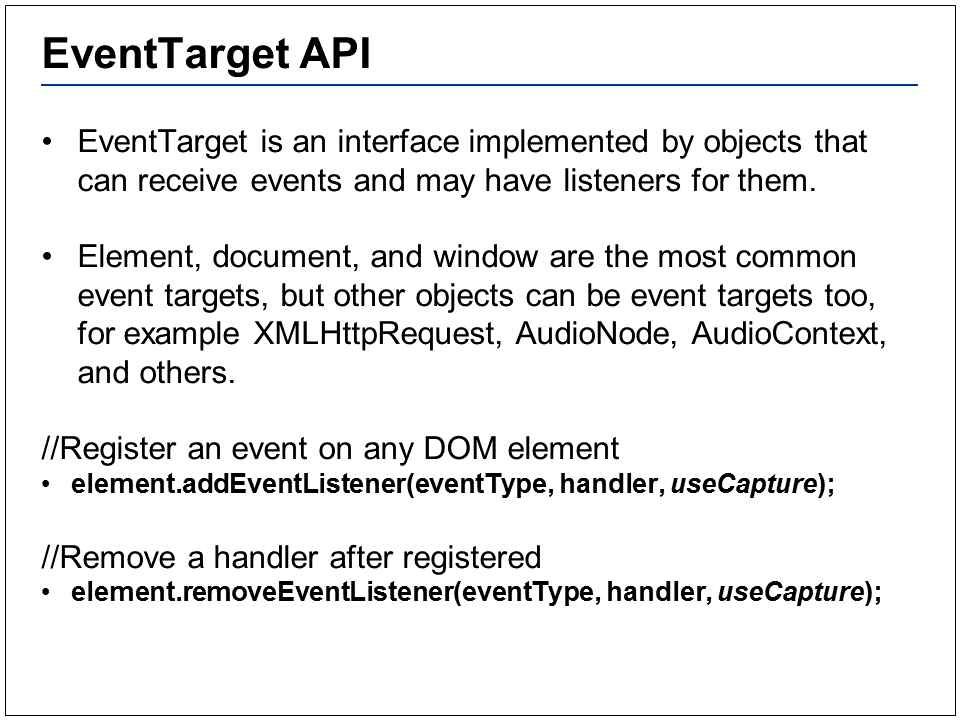 EventTarget API
• EventTarget is an interface implemented by objects that
can receive events and may have listeners for them.
• Element, document, and window are the most common
event targets, but other objects can be event targets too,
for example XMLHttpRequest, AudioNode, AudioContext,
and others.
//Register an event on any DOM element
• element.addEventListener(eventType, handler, useCapture);
//Remove a handler after registered
• element.removeEventListener(eventType, handler, useCapture);